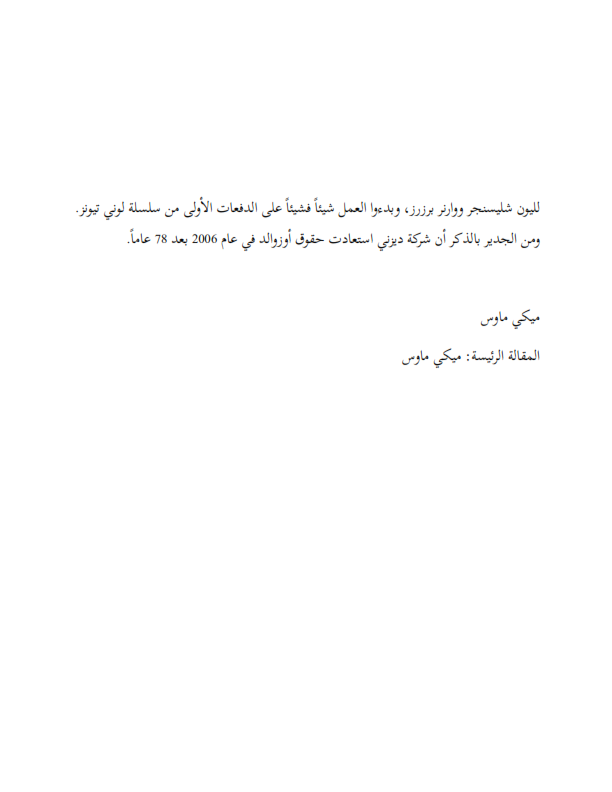 لليون شليسنجر ووارنر برزرز، وبدءوا العمل شيئاً فشيئاً على الدفعات الأولى من سلسلة لوني تيونز.
ومن الجدير بالذكر أن شركة ديزني استعادت حقوق أوزوالد في عام 2006 بعد 78 عاماً.
ميكي ماوس
المقالة الرئيسة: ميكي ماوس